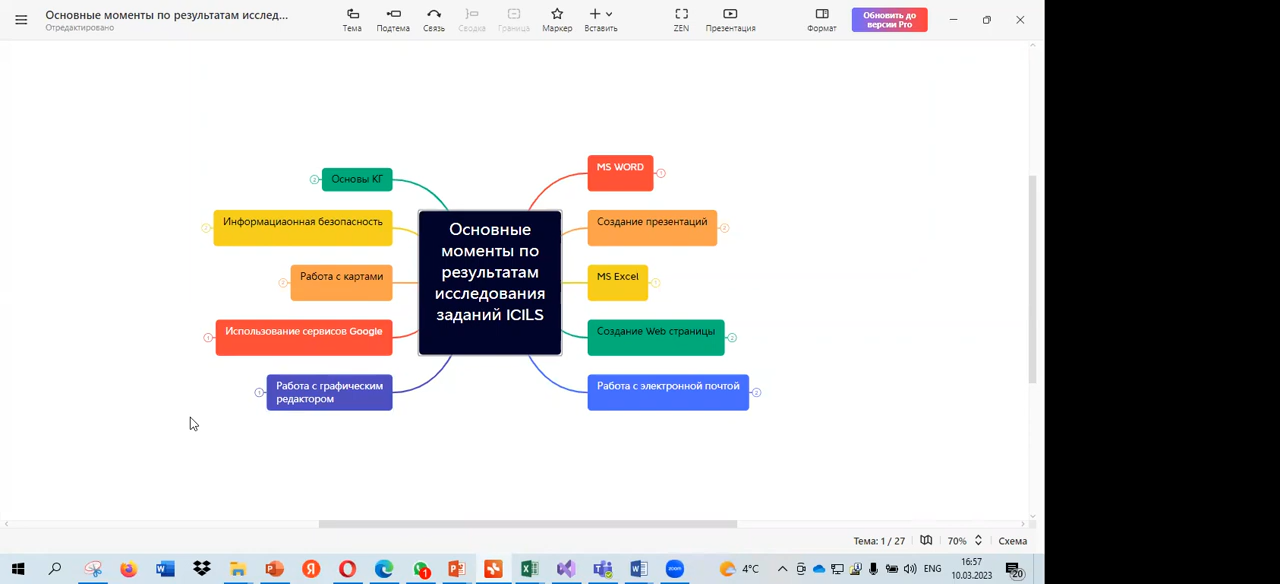 Основные моменты по результатам исслед...
Отредактировано
Тема
Подтема
Связь
Сводка
Граница
Маркер
Вставить
ZEN
Презентация
Формат
Обновить до
версии Pro
Основы КГ
Информациаонная безопасность
Работа с картами
Использование сервисов Google
Работа с графическим
редактором
Основные
моменты по
результатам
исследования
заданий ICILS
MS WORD
Создание презентаций
MS Excel
Создание Web страницы
Работа с электронной почтой
Тема: 1 / 27
70%
Схема
4°C
ENG
16:57
10.03.2023
20